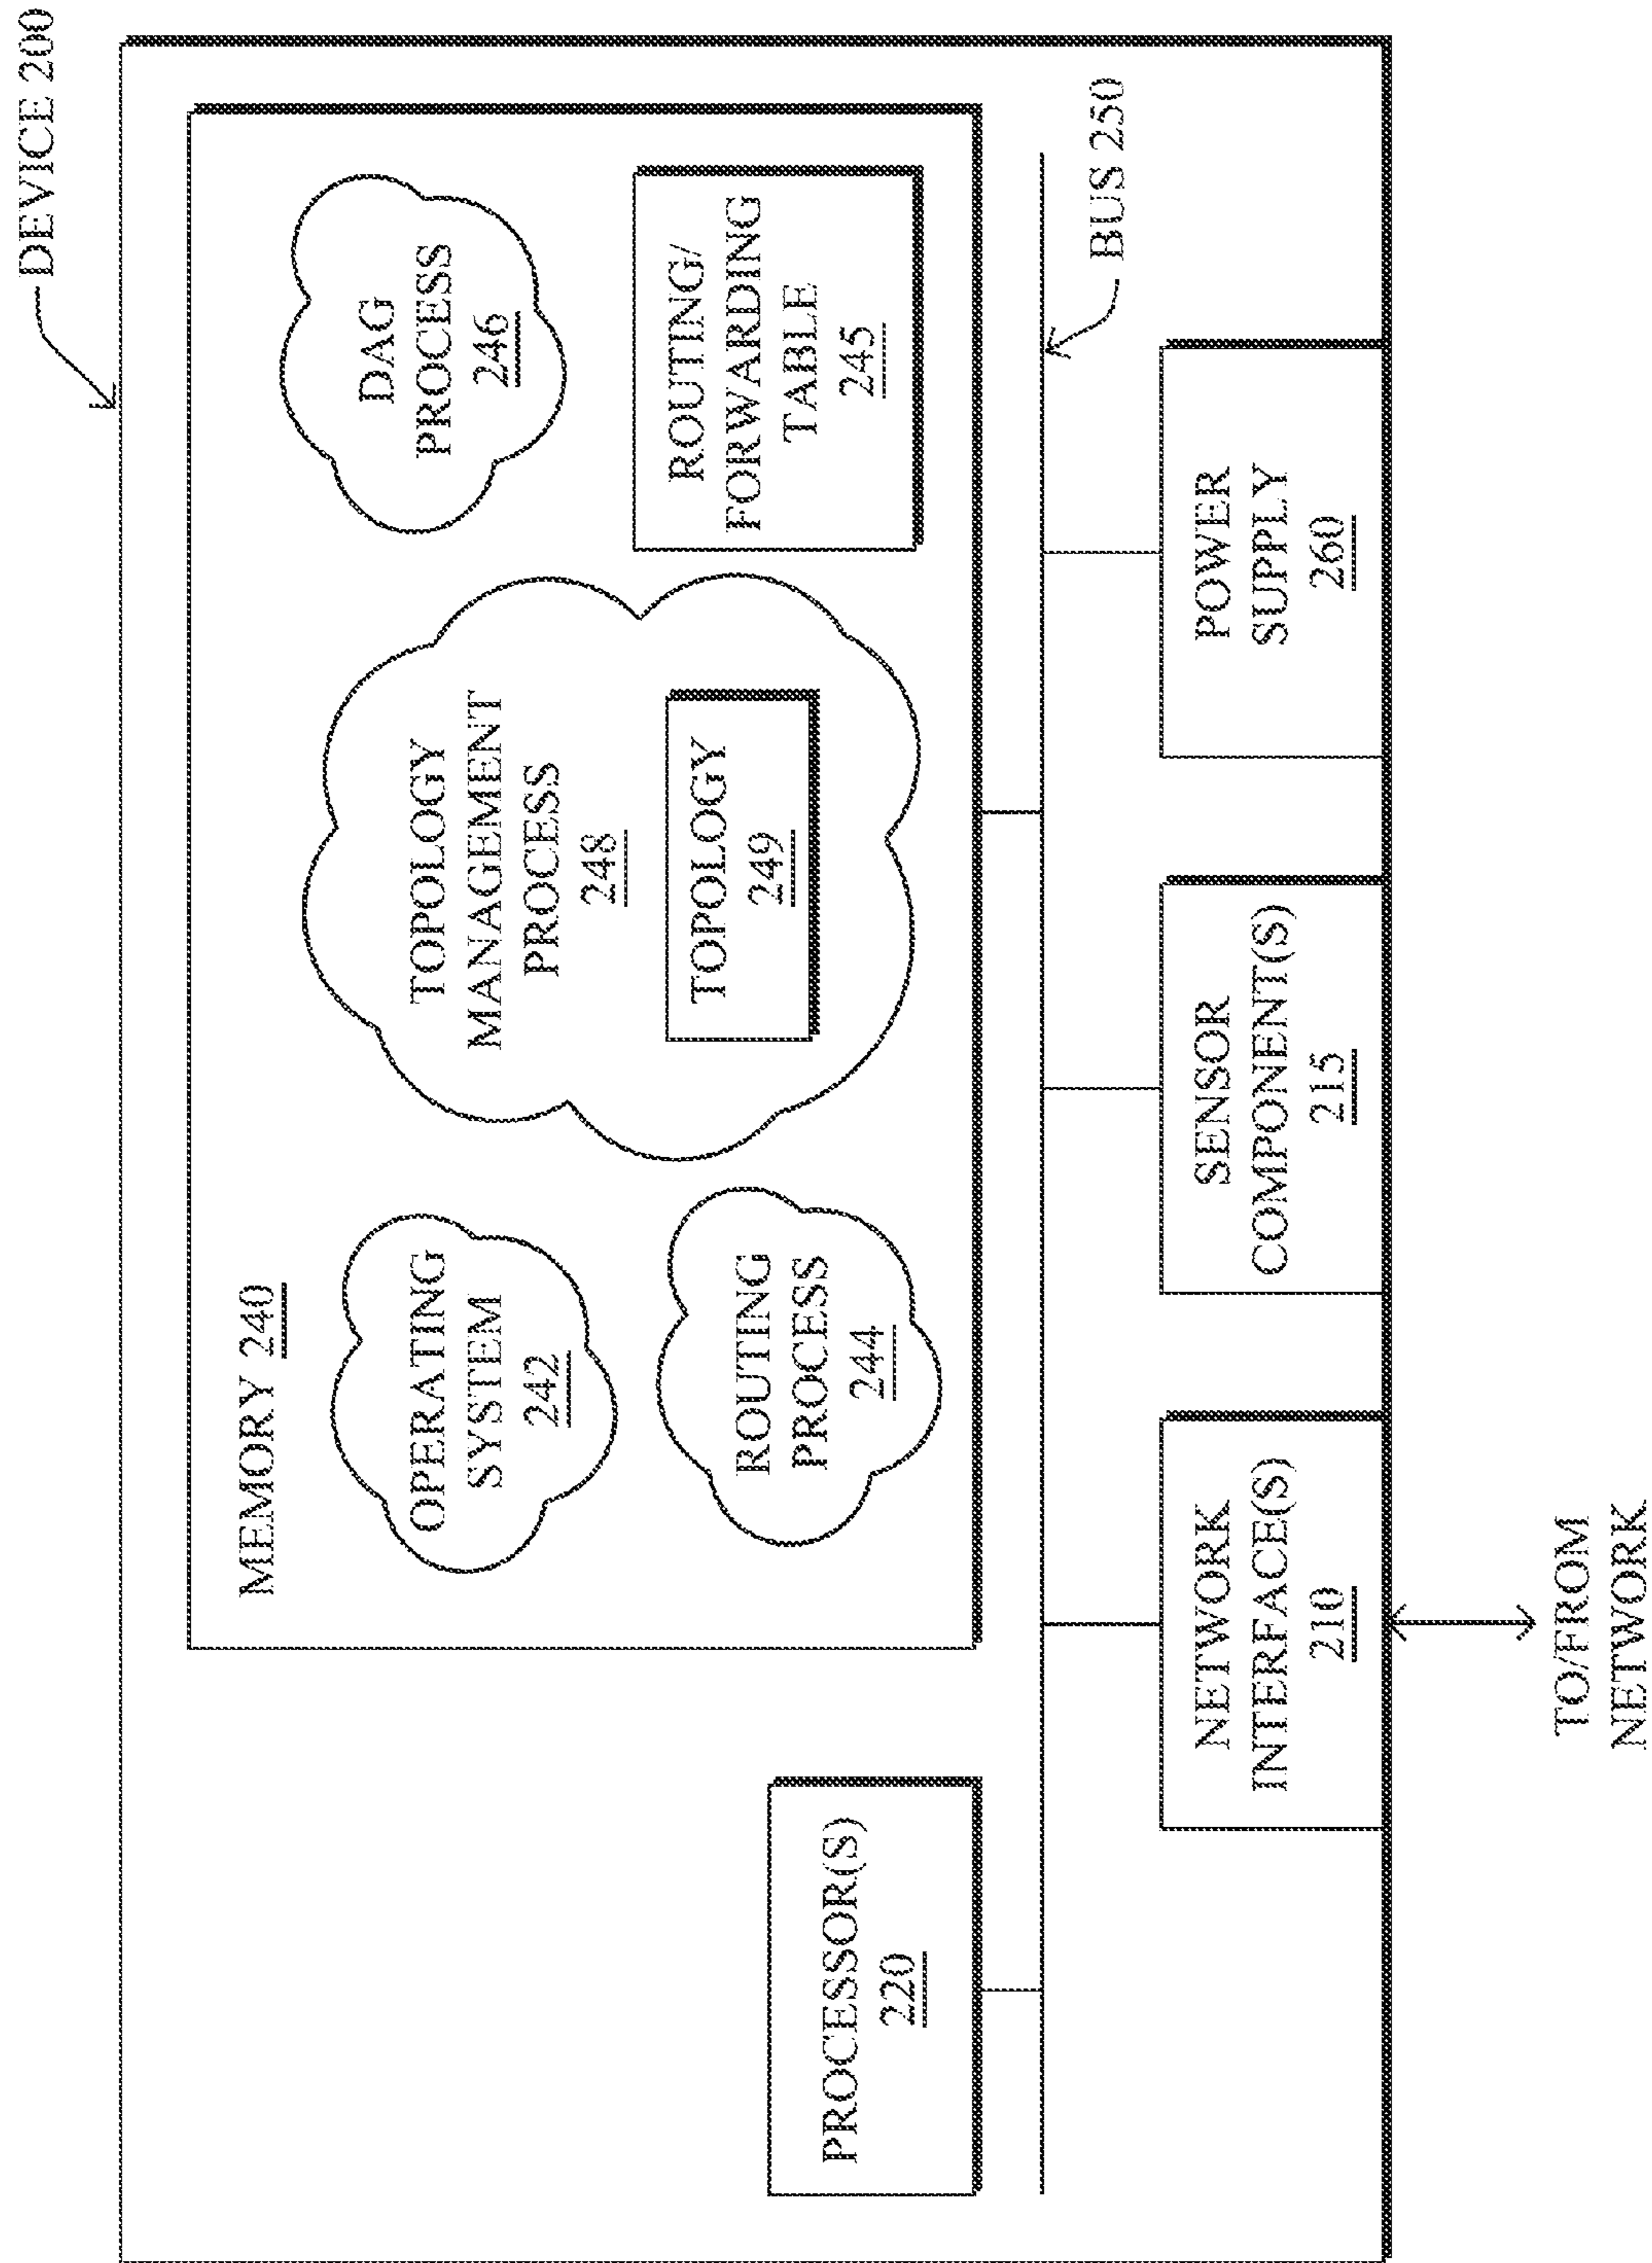 DEVICE 200
MEMORY 240
OPERATING
SYSTEM
242
TOPOLOGY
MANAGEMENT
PROCESS
248
DAG
PROCESS
246
ROUTING
PROCESS
244
TOPOLOGY
249
ROUTING/
FORWARDING
TABLE
245
PROCESSOR(S)
220
BUS 250
NETWORK
INTERFACE(S)
210
SENSOR
COMPONENT(S)
215
POWER
SUPPLY
260
TO/FROM
NETWORK